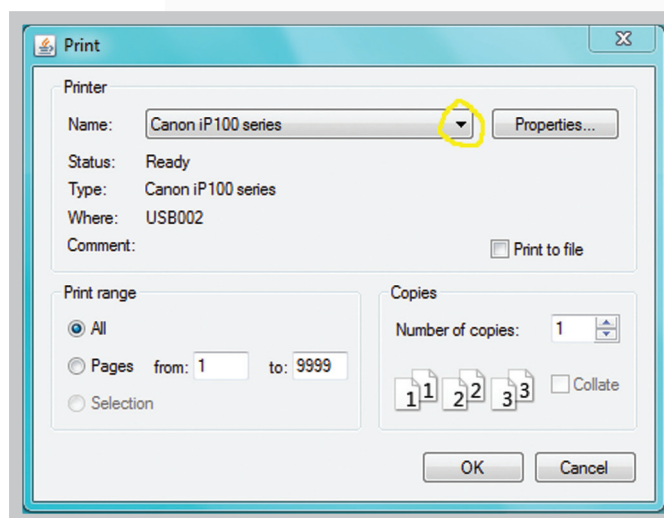 Print
Printer
Name: Canon iP100 series Properties...
Status: Ready
Type: Canon iP100 series
Where: USB002
Comment: Print to file
Print range
All
Pages from: 1 to: 9999
Selection
Copies
Number of copies: 1
1 1 2 2 3 3 Collate
OK Cancel